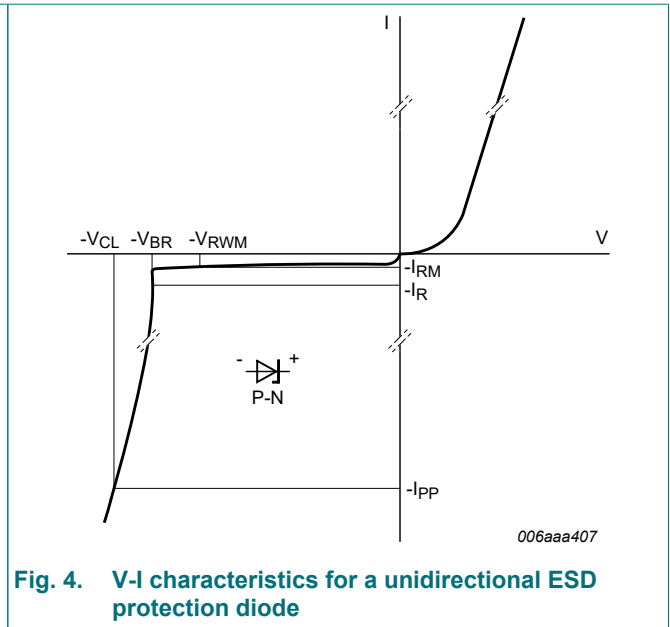 I
-VCL -VBR -VRWM V
-IRM
-IR
- +
P-N
-IPP
006aaa407
Fig. 4. V-I characteristics for a unidirectional ESD
protection diode